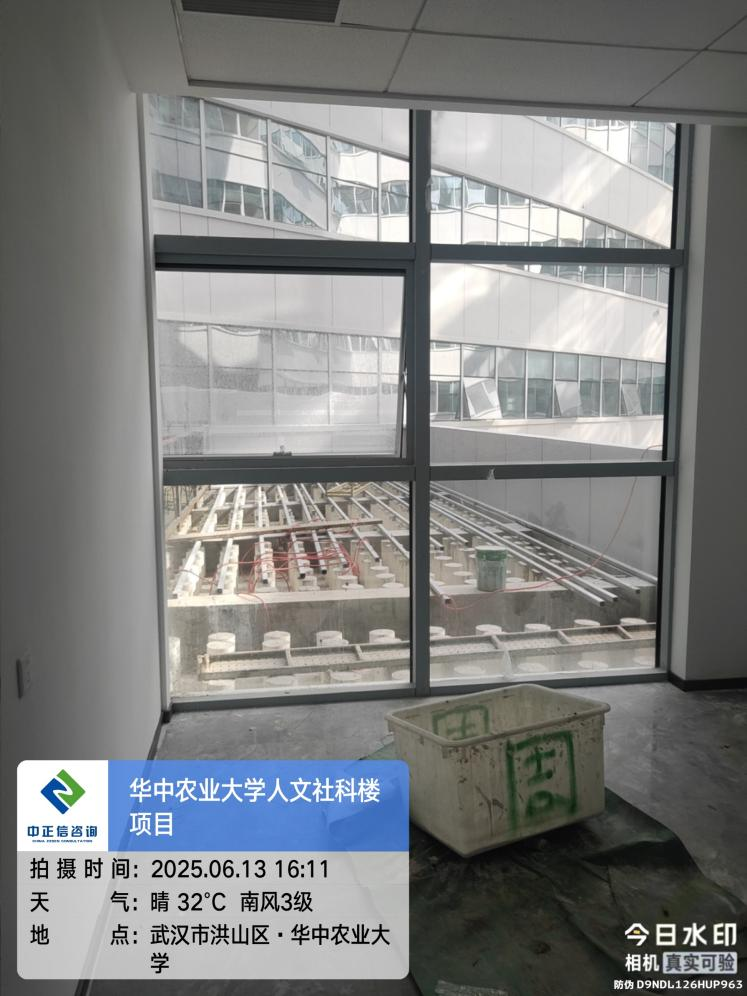 中正信咨询
华中农业大学人文社科楼
项目
拍摄时间：2025.06.13 16:11
天气：晴 32℃ 南风3级
地点：武汉市洪山区·华中农业大
学
今日水印
相机 真实可验
防伪 D9NDL126HUP963